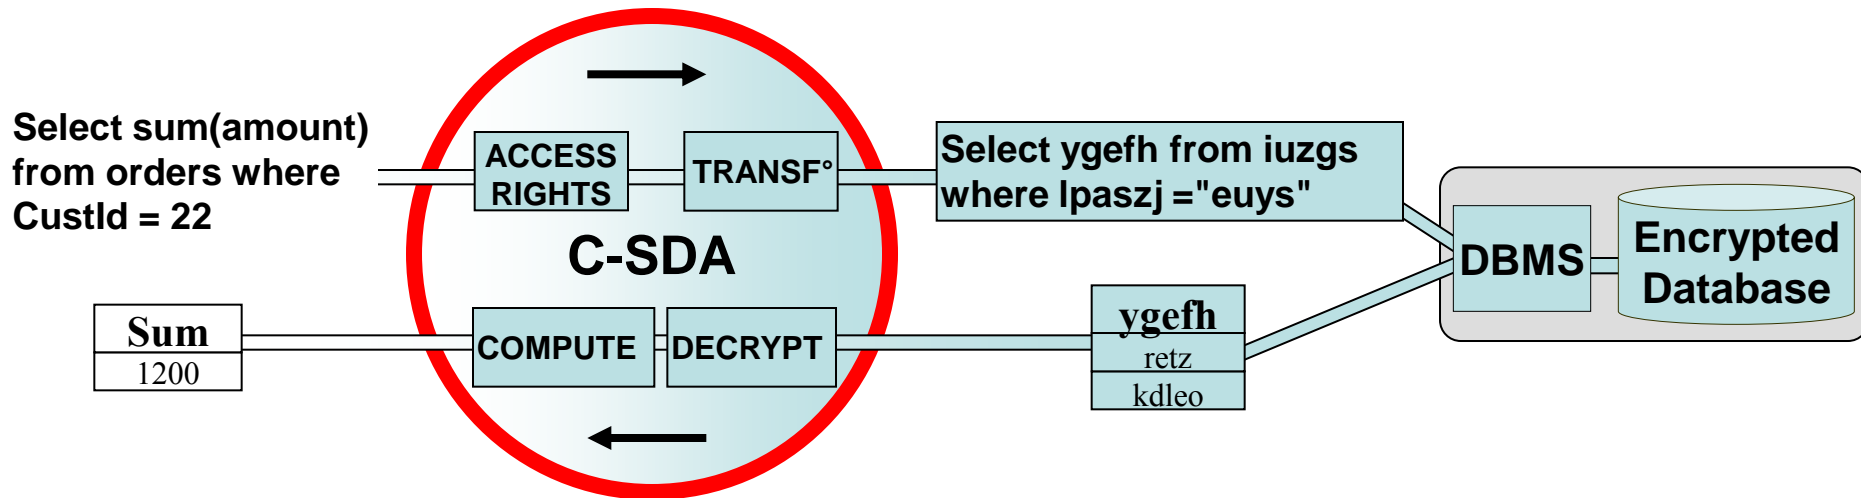 Select sum(amount)
from orders where
CustId = 22
ACCESS
RIGHTS
TRANSF°
Select ygefh from iuzgs
where lpaszj ="euys"
C-SDA
DBMS
Encrypted
Database
Sum
1200
COMPUTE
DECRYPT
ygefh
retz
kdleo